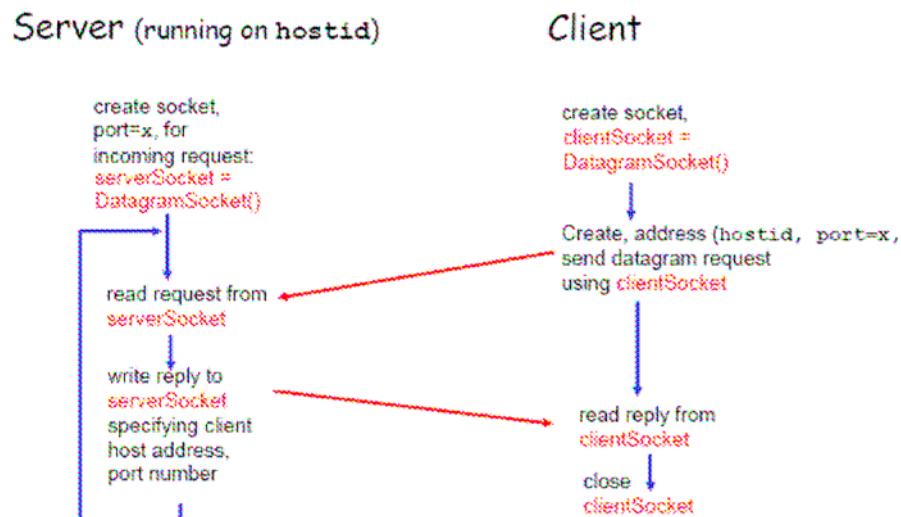 Server (running on hostid)
create socket,
port=x, for
incoming request:
serverSocket =
DatagramSocket()
read request from
serverSocket
write reply to
serverSocket
specifying client
host address,
port number
Client
create socket,
clientSocket =
DatagramSocket()
Create, address (hostid, port=x,
send datagram request
using clientSocket
read reply from
clientSocket
close
clientSocket